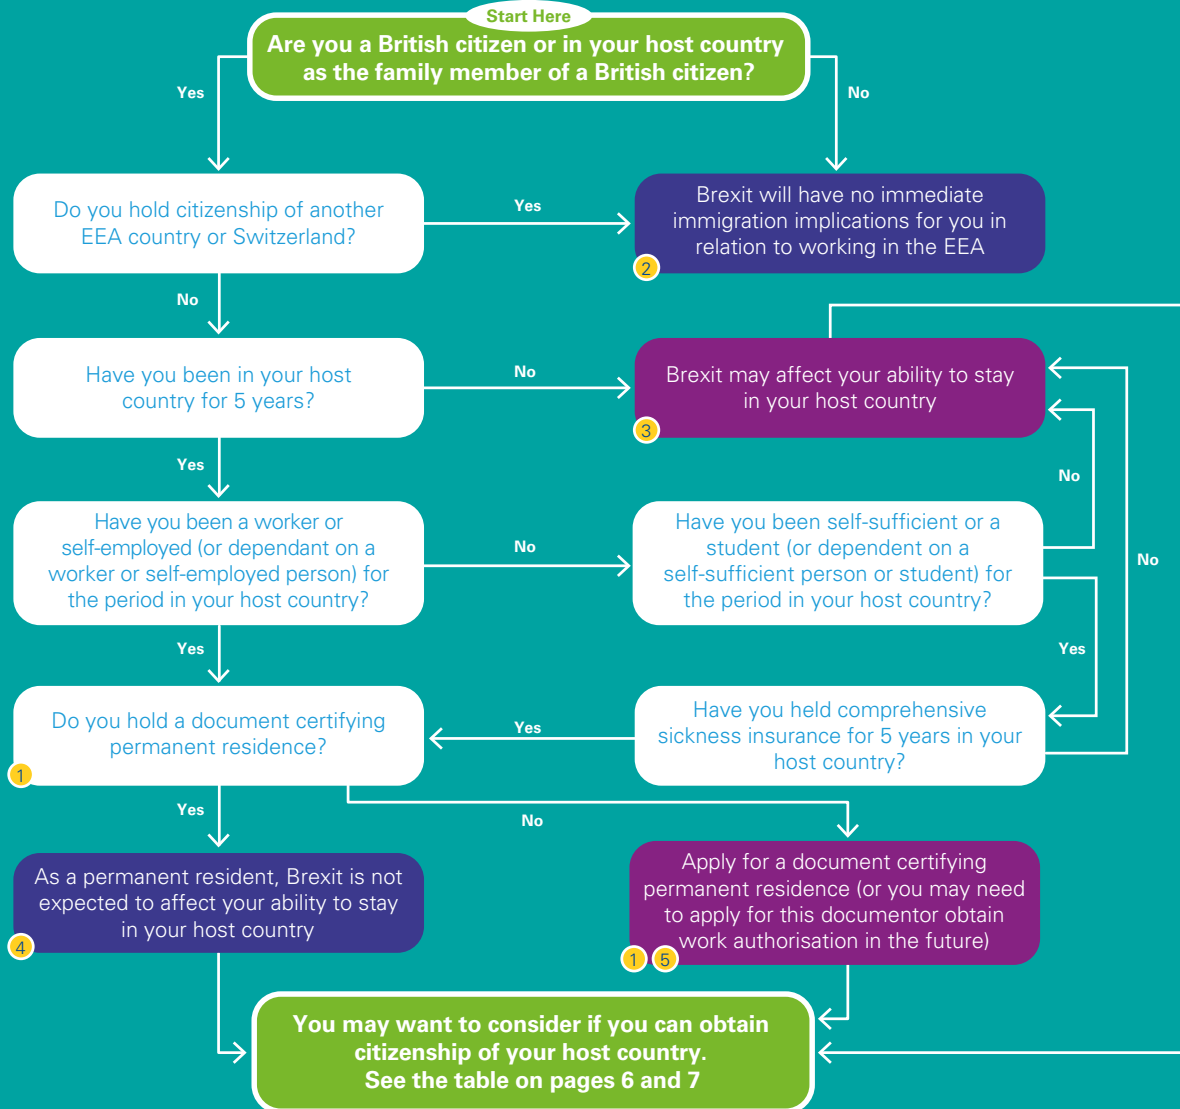 Start Here
Are you a British citizen or in your host country
as the family member of a British citizen?
Yes
No
Do you hold citizenship of another
EEA country or Switzerland?
Yes
Brexit will have no immediate
immigration implications for you in
relation to working in the EEA
2
No
Have you been in your host
country for 5 years?
No
Brexit may affect your ability to stay
in your host country
3
Yes
No
Have you been a worker or
self-employed (or dependant on a
worker or self-employed person) for
the period in your host country?
No
Have you been self-sufficient or a
student (or dependent on a
self-sufficient person or student) for
the period in your host country?
No
Yes
Yes
Do you hold a document certifying
permanent residence?
1
Yes
Have you held comprehensive
sickness insurance for 5 years in your
host country?
Yes
No
As a permanent resident, Brexit is not
expected to affect your ability to stay
in your host country
4
Apply for a document certifying
permanent residence (or you may need
to apply for this documentor obtain
work authorisation in the future)
1 5
You may want to consider if you can obtain
citizenship of your host country.
See the table on pages 6 and 7